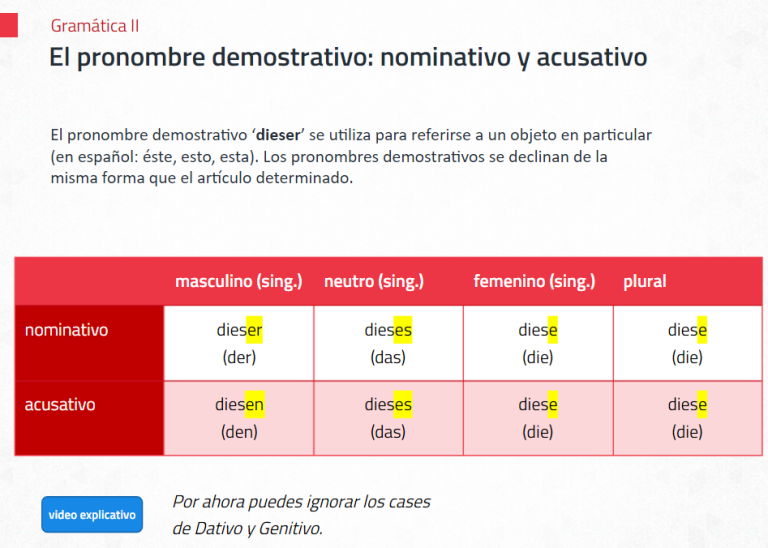 Gramática II
El pronombre demostrativo: nominativo y acusativo
El pronombre demostrativo ‘dieser’ se utiliza para referirse a un objeto en particular
(en español: éste, esto, esta). Los pronombres demostrativos se declinan de la
misma forma que el artículo determinado.
masculino (sing.) neutro (sing.) femenino (sing.) plural
nominativo dieser dieses diese diese
(der) (das) (die) (die)
acusativo diesen dieses diese diese
(den) (das) (die) (die)
video explicativo
Por ahora puedes ignorar los cases
de Dativo y Genitivo.